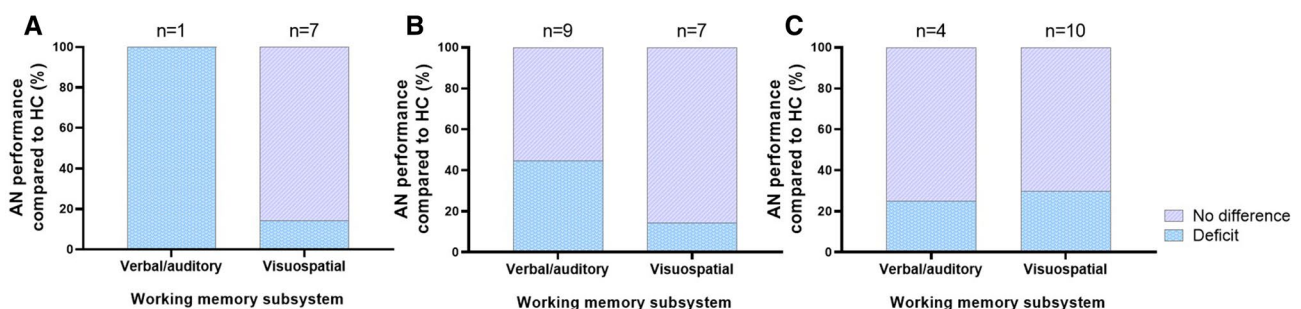 A
n=1
n=7
AN performance
compared to HC (%)
100
80
60
40
20
0
Verbal/auditory
Visuospatial
Working memory subsystem
B
n=9
n=7
AN performance
compared to HC (%)
100
80
60
40
20
0
Verbal/auditory
Visuospatial
Working memory subsystem
C
n=4
n=10
AN performance
compared to HC (%)
100
80
60
40
20
0
Verbal/auditory
Visuospatial
Working memory subsystem
No difference
Deficit